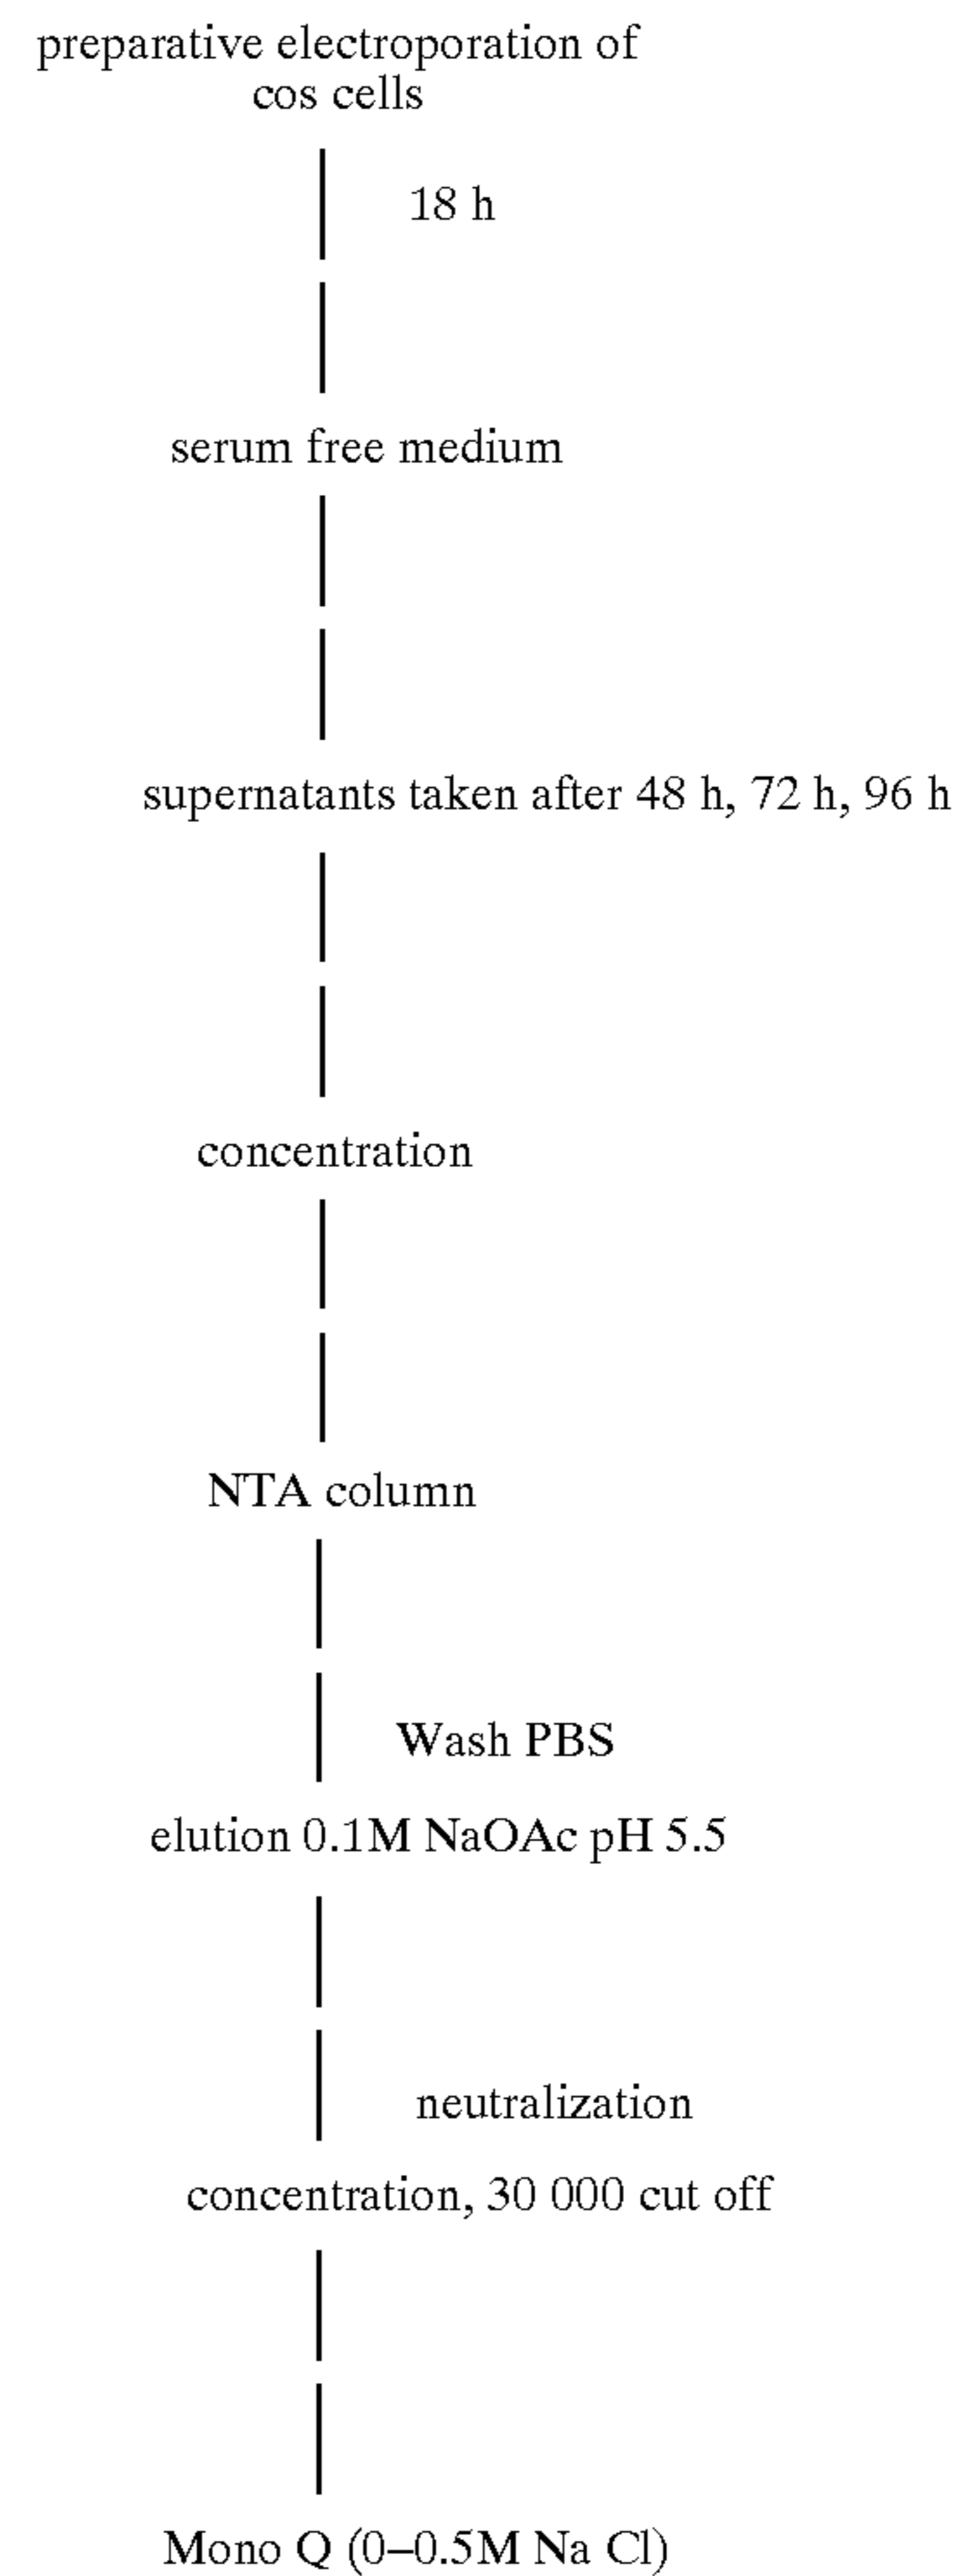 preparative electroporation of
cos cells
18 h
serum free medium
supernatants taken after 48 h, 72 h, 96 h
concentration
NTA column
Wash PBS
elution 0.1M NaOAc pH 5.5
neutralization
concentration, 30 000 cut off
Mono Q (0–0.5M Na Cl)